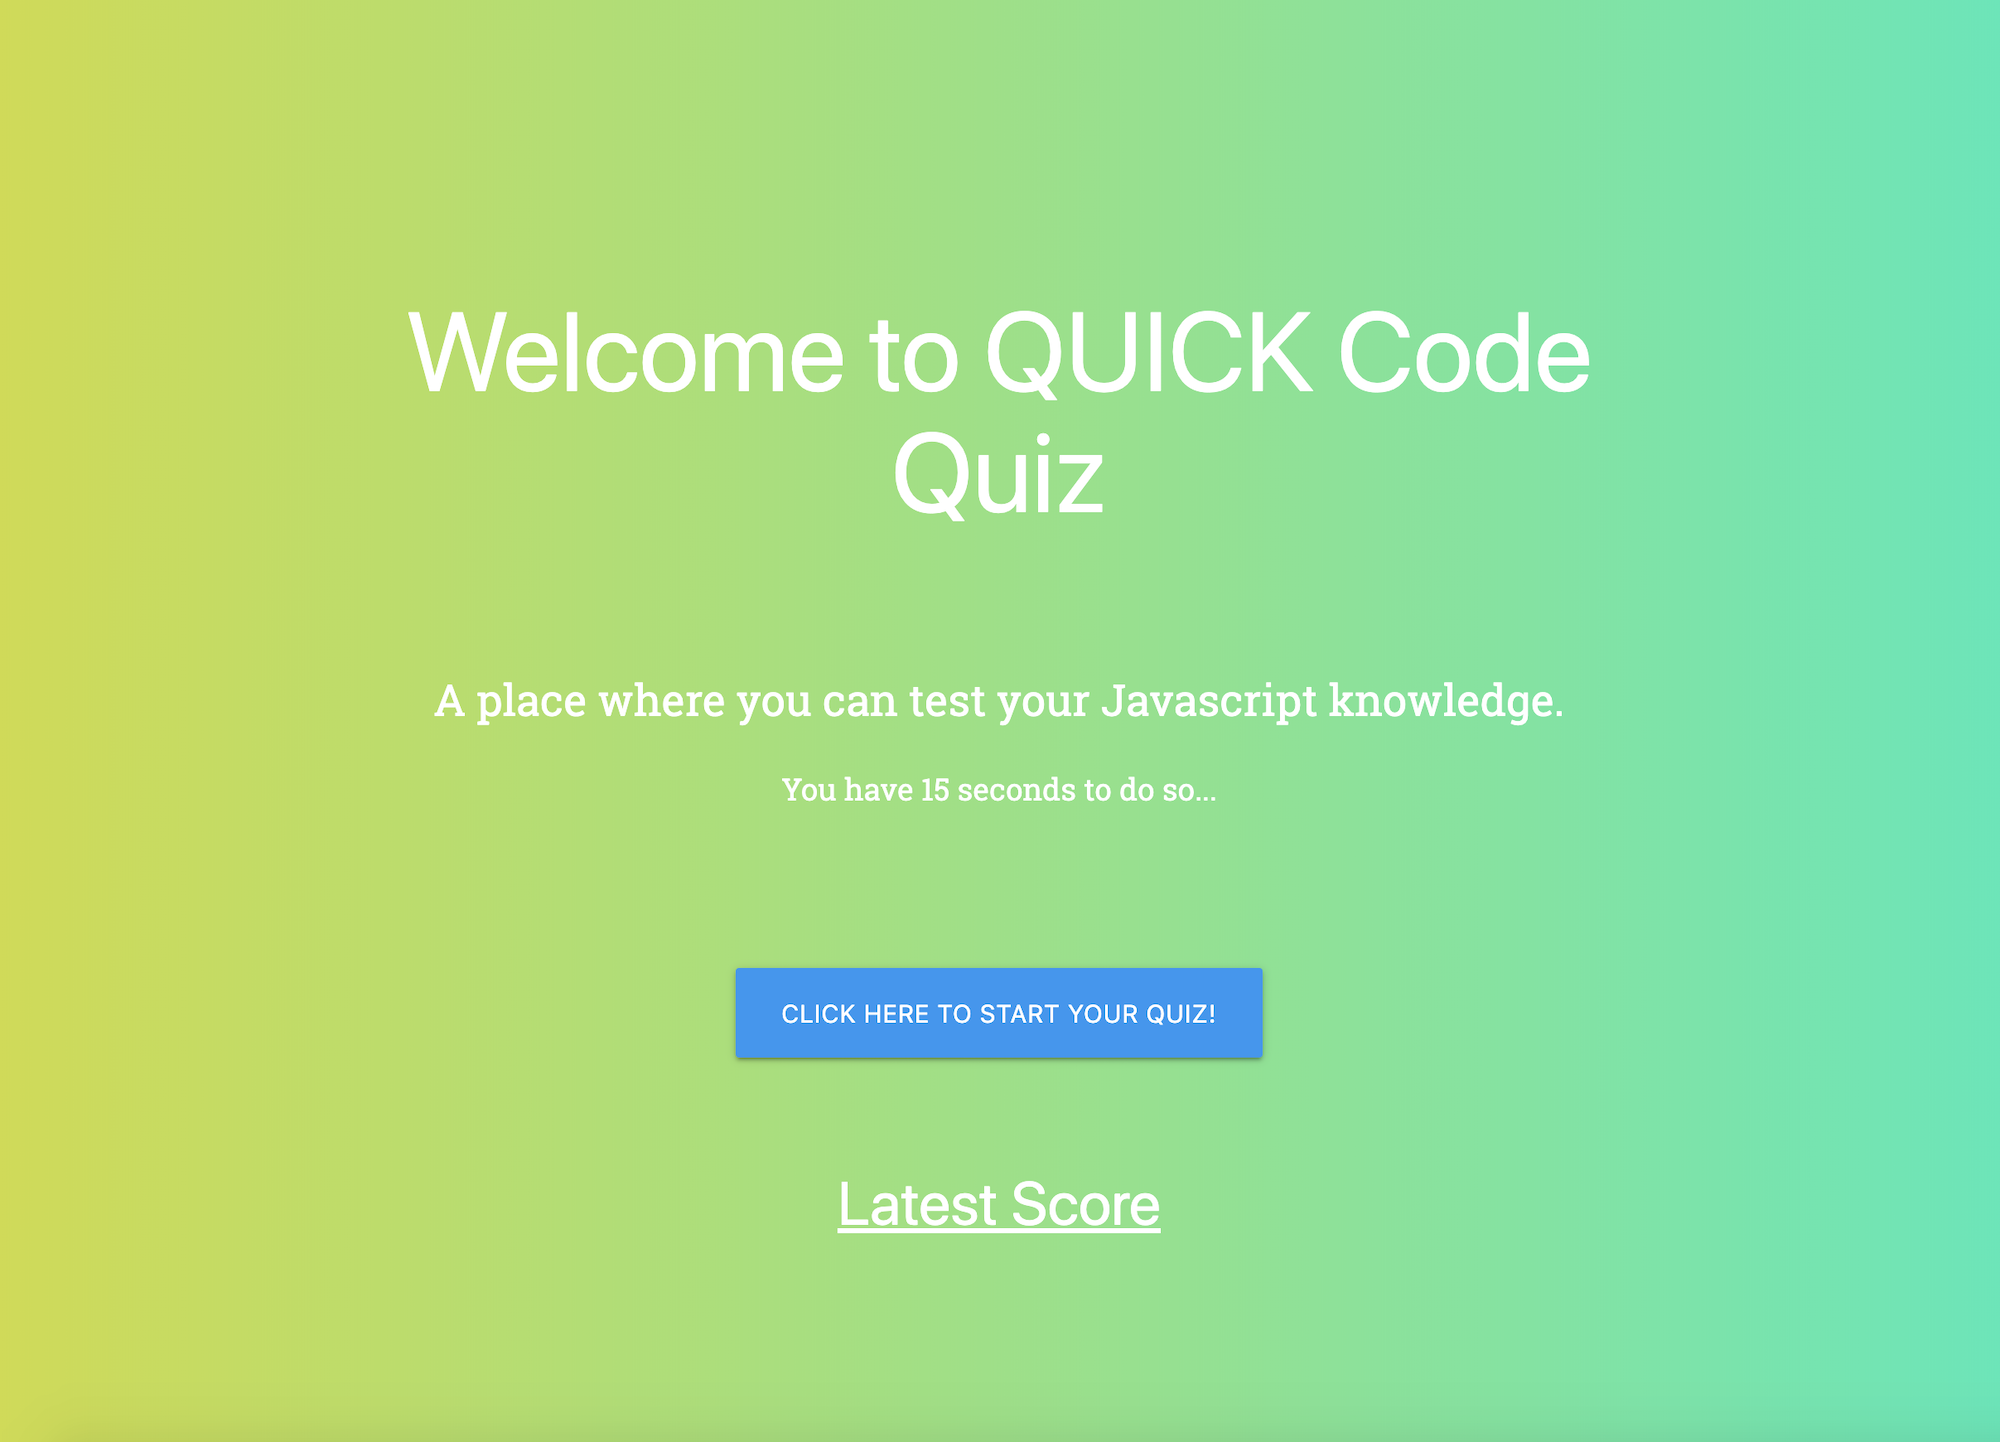 Welcome to QUICK Code
Quiz
A place where you can test your Javascript knowledge.
You have 15 seconds to do so...
CLICK HERE TO START YOUR QUIZ!
Latest Score